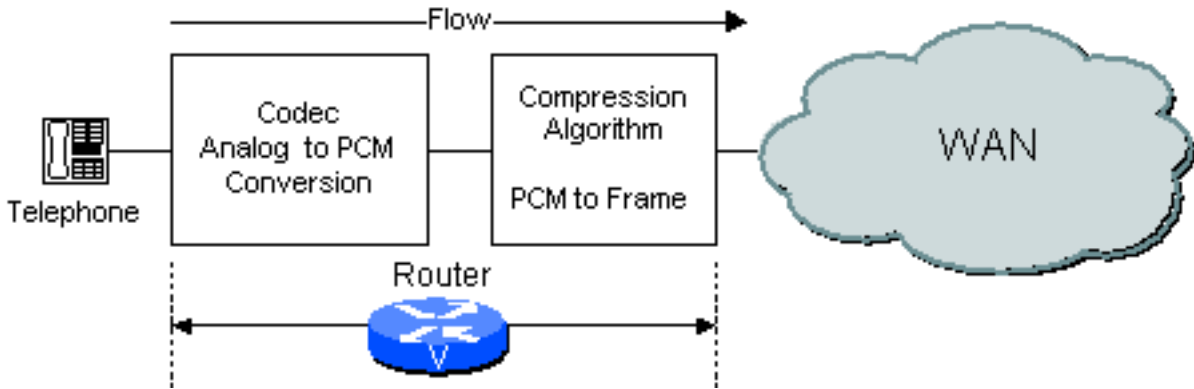 Flow
Codec
Analog to PCM
Conversion
Compression
Algorithm
PCM to Frame
WAN
Telephone
Router
V